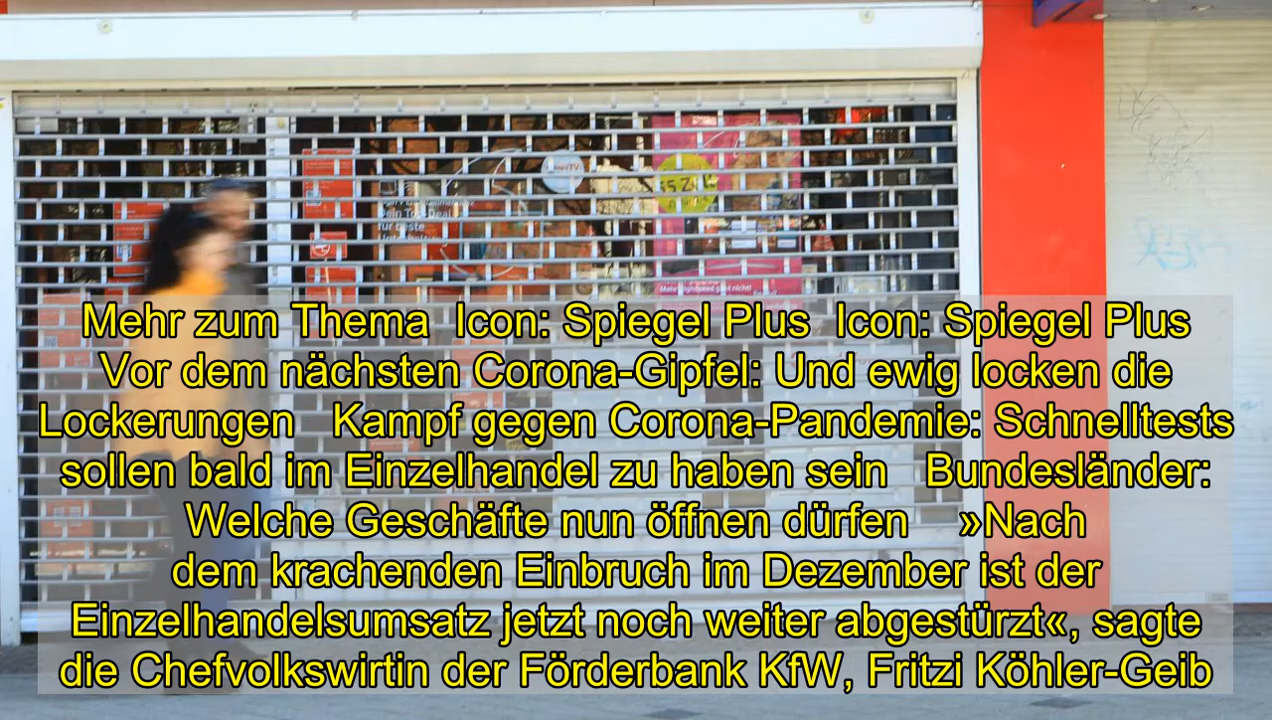 Mehr zum Thema Icon: Spiegel Plus Icon: Spiegel Plus
Vor dem nächsten Corona-Gipfel: Und ewig locken die
Lockerungen Kampf gegen Corona-Pandemie: Schnelltests
sollen bald im Einzelhandel zu haben sein Bundesländer:
Welche Geschäfte nun öffnen dürfen »Nach
dem krachenden Einbruch im Dezember ist der
Einzelhandelsumsatz jetzt noch weiter abgestürzt«, sagte
die Chefvolkswirtin der Förderbank KfW, Fritzi Köhler-Geib